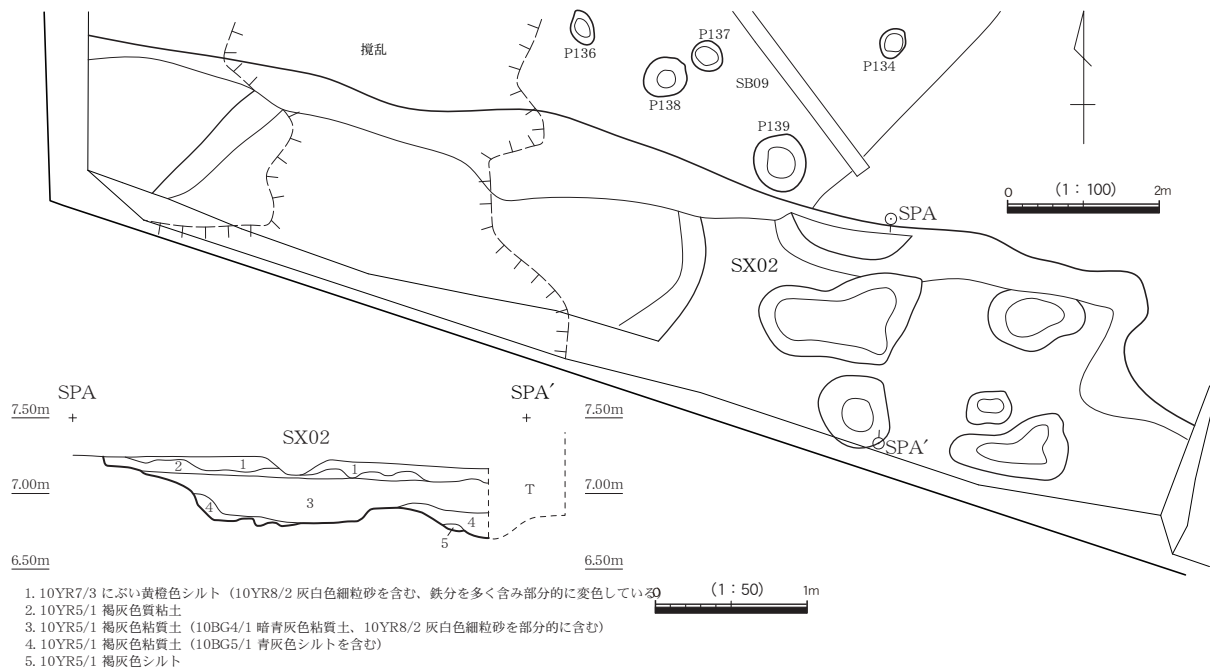 攪乱
P136
P137
P138
SB09
P134
P139
0 (1：100) 2m
SPA
SX02
SPA′
SPA
SPA′
7.50m
7.50m
SX02
2
1
1
7.00m
7.00m
3
T
4
4
5
6.50m
6.50m
0 (1：50) 1m
1. 10YR7/3 にぶい黄橙色シルト（10YR8/2 灰白色細粒砂を含む、鉄分を多く含み部分的に変色している）
2. 10YR5/1 褐灰色質粘土
3. 10YR5/1 褐灰色粘質土（10BG4/1 暗青灰色粘質土、10YR8/2 灰白色細粒砂を部分的に含む）
4. 10YR5/1 褐灰色粘質土（10BG5/1 青灰色シルトを含む）
5. 10YR5/1 褐灰色シルト